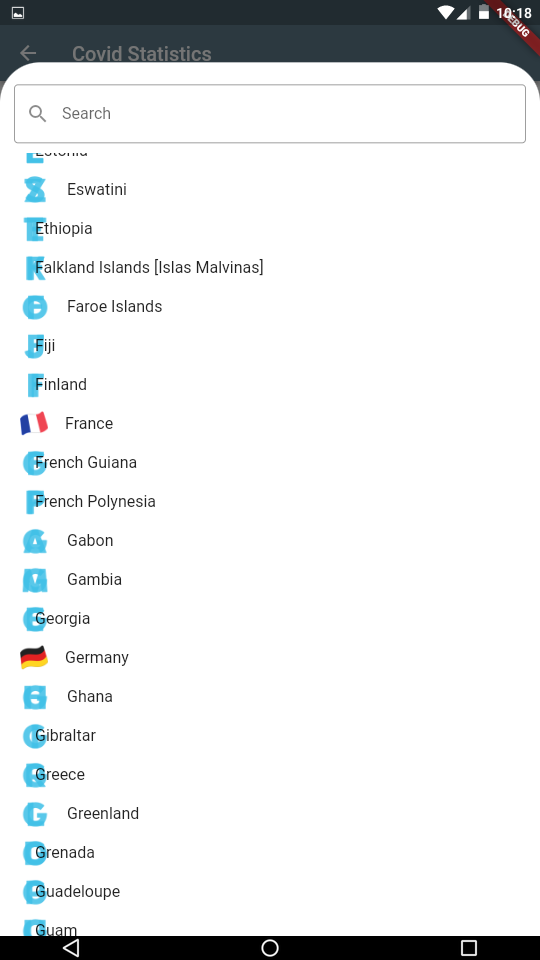 10:18
DEBUG
Covid Statistics
Search
Estonia
Eswatini
Ethiopia
Falkland Islands [Islas Malvinas]
Faroe Islands
Fiji
Finland
France
French Guiana
French Polynesia
Gabon
Gambia
Georgia
Germany
Ghana
Gibraltar
Greece
Greenland
Grenada
Guadeloupe
Guam